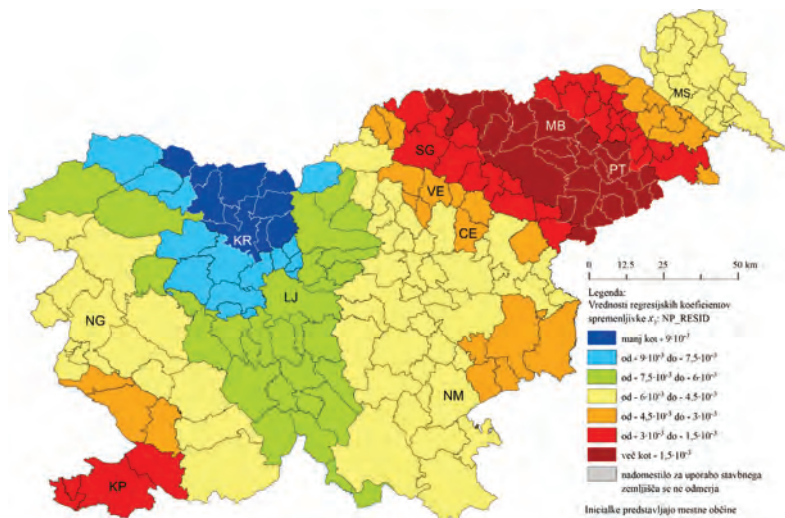 MS
MB
SG
PT
VE
KR
CE
LJ
NG
NM
KP
0 12.5 25 50 km
Legenda:
Vrednosti regresijskih koeficientov
spremenljivke x₃: NP_RESID
manj kot - 9·10⁻³
od - 9·10⁻³ do - 7,5·10⁻³
od - 7,5·10⁻³ do - 6·10⁻³
od - 6·10⁻³ do - 4,5·10⁻³
od - 4,5·10⁻³ do - 3·10⁻³
od - 3·10⁻³ do - 1,5·10⁻³
več kot - 1,5·10⁻³
nadomestilo za uporabo stavbnega
zemljišča se ne odmerja
Inicialke predstavljajo mestne občine